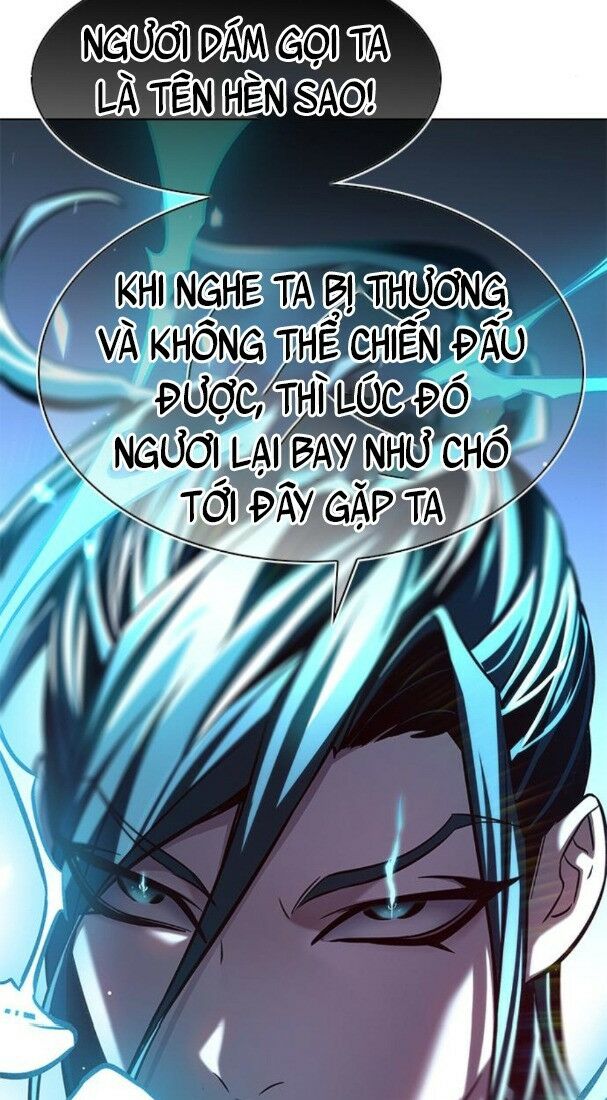 NGƯƠI DÁM GỌI TA
LÀ TÊN HÈN SAO!
KHI NGHE TA BỊ THƯƠNG
VÀ KHÔNG THỂ CHIẾN ĐẤU
ĐƯỢC, THÌ LÚC ĐÓ
NGƯƠI LẠI BAY NHƯ CHÓ
TỚI ĐÂY GẶP TA